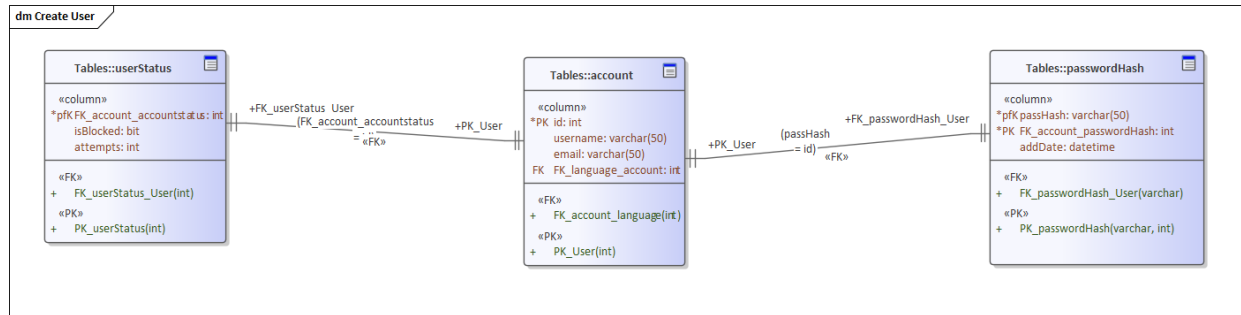 dm Create User
Tables::userStatus
«column»
*pfK FK_account_accountstatus: int
isBlocked: bit
attempts: int
«FK»
+ FK_userStatus_User(int)
«PK»
+ PK_userStatus(int)
+FK_userStatus_User
(FK_account_accountstatus
=
«FK»
+PK_User
Tables::account
«column»
*PK id: int
username: varchar(50)
email: varchar(50)
FK FK_language_account: int
«FK»
+ FK_account_language(int)
«PK»
+ PK_User(int)
+PK_User
(passHash
= id)
«FK»
+FK_passwordHash_User
Tables::passwordHash
«column»
*pfK passHash: varchar(50)
*PK FK_account_passwordHash: int
addDate: datetime
«FK»
+ FK_passwordHash_User(varchar)
«PK»
+ PK_passwordHash(varchar, int)